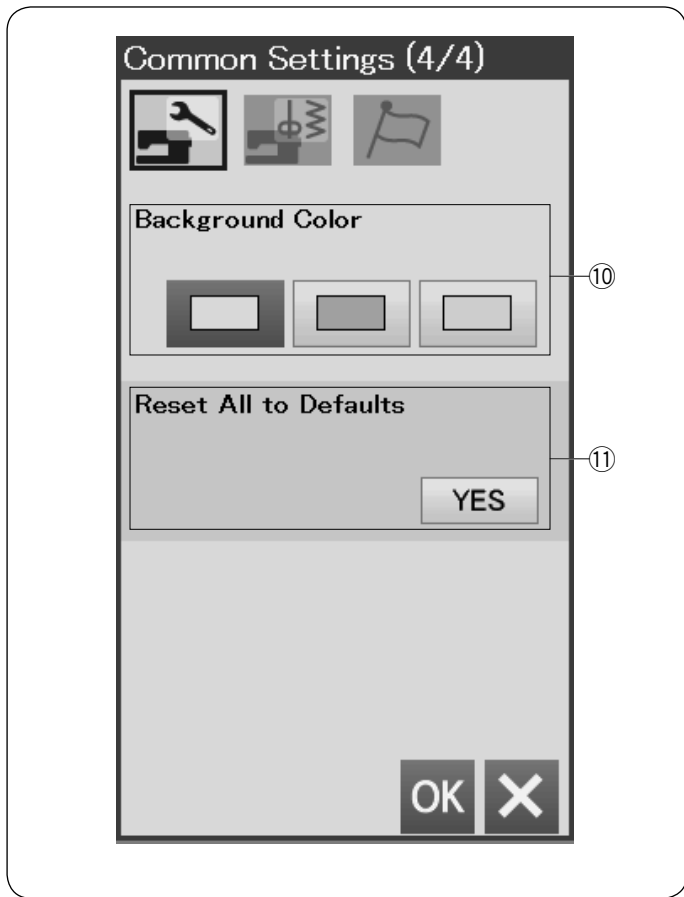 Common Settings (4/4)
Background Color
⑩
Reset All to Defaults
⑪
YES
OK